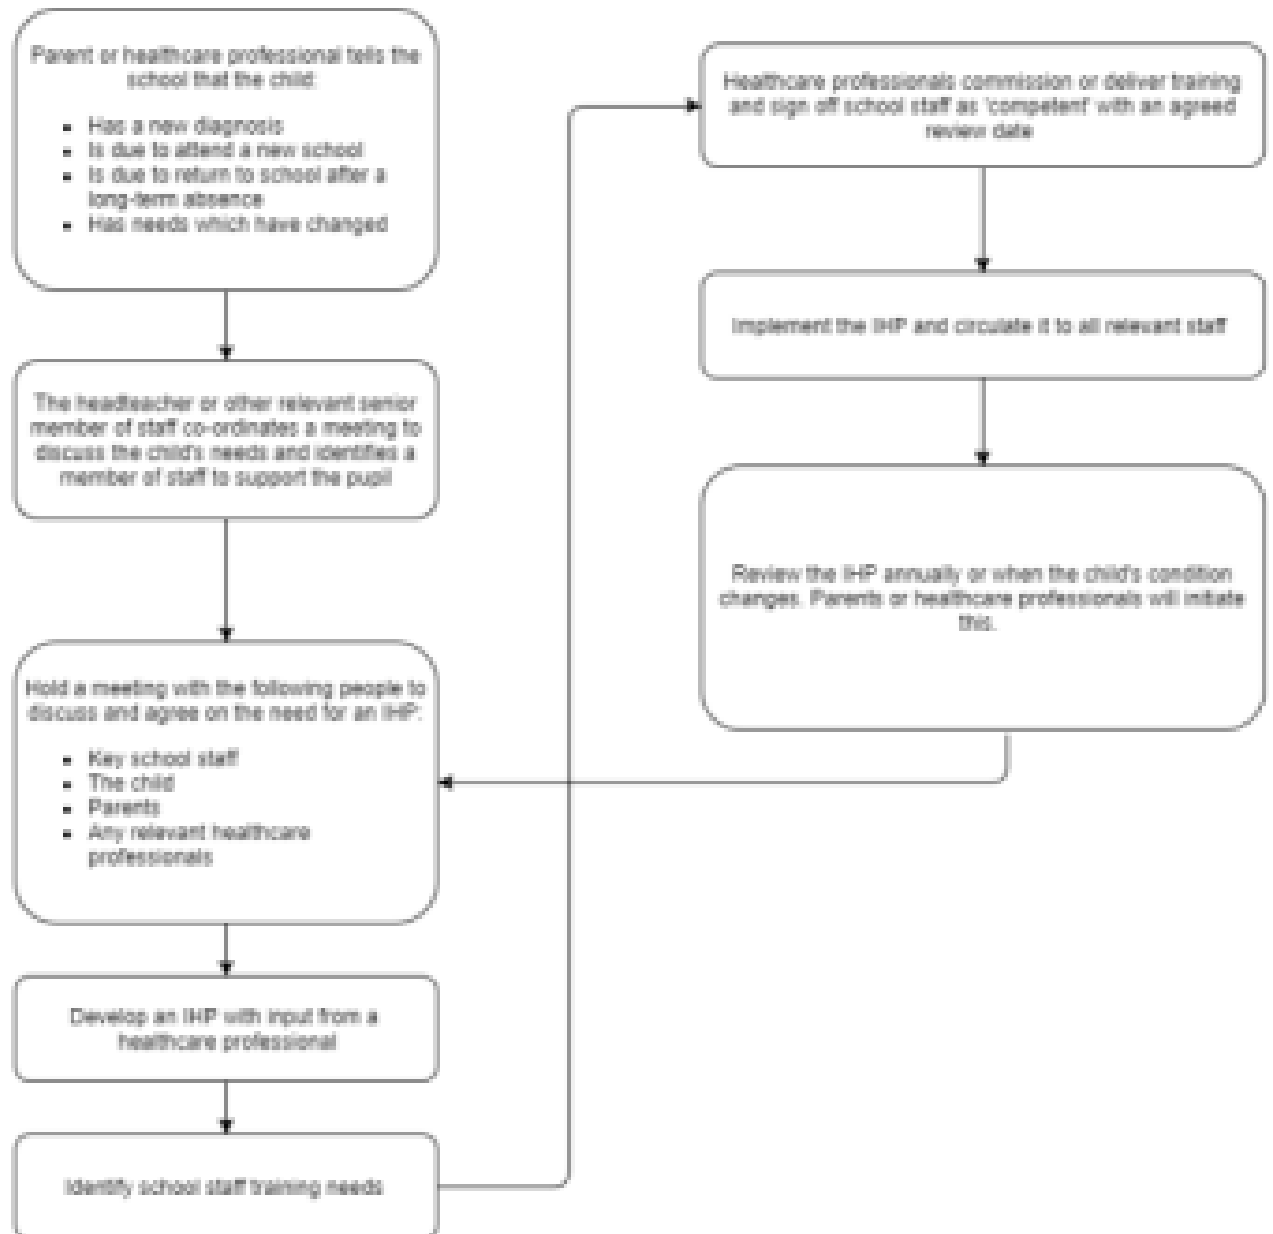 Parent or healthcare professional tells the
school that the child:
▪ Has a new diagnosis
▪ Is due to attend a new school
▪ Is due to return to school after a
long-term absence
▪ Has needs which have changed
The headteacher or other relevant senior
member of staff co-ordinates a meeting to
discuss the child's needs and identifies a
member of staff to support the pupil
Hold a meeting with the following people to
discuss and agree on the need for an IHP:
▪ Key school staff
▪ The child
▪ Parents
▪ Any relevant healthcare
professionals
Develop an IHP with input from a
healthcare professional
Identify school staff training needs
Healthcare professionals commission or deliver training
and sign off school staff as 'competent' with an agreed
review date
Implement the IHP and circulate it to all relevant staff
Review the IHP annually or when the child's condition
changes. Parents or healthcare professionals will initiate
this.